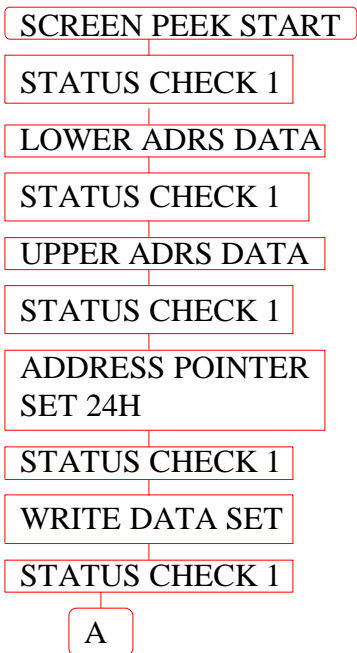 SCREEN PEEK START
STATUS CHECK 1
LOWER ADRS DATA
STATUS CHECK 1
UPPER ADRS DATA
STATUS CHECK 1
ADDRESS POINTER
SET 24H
STATUS CHECK 1
WRITE DATA SET
STATUS CHECK 1
A